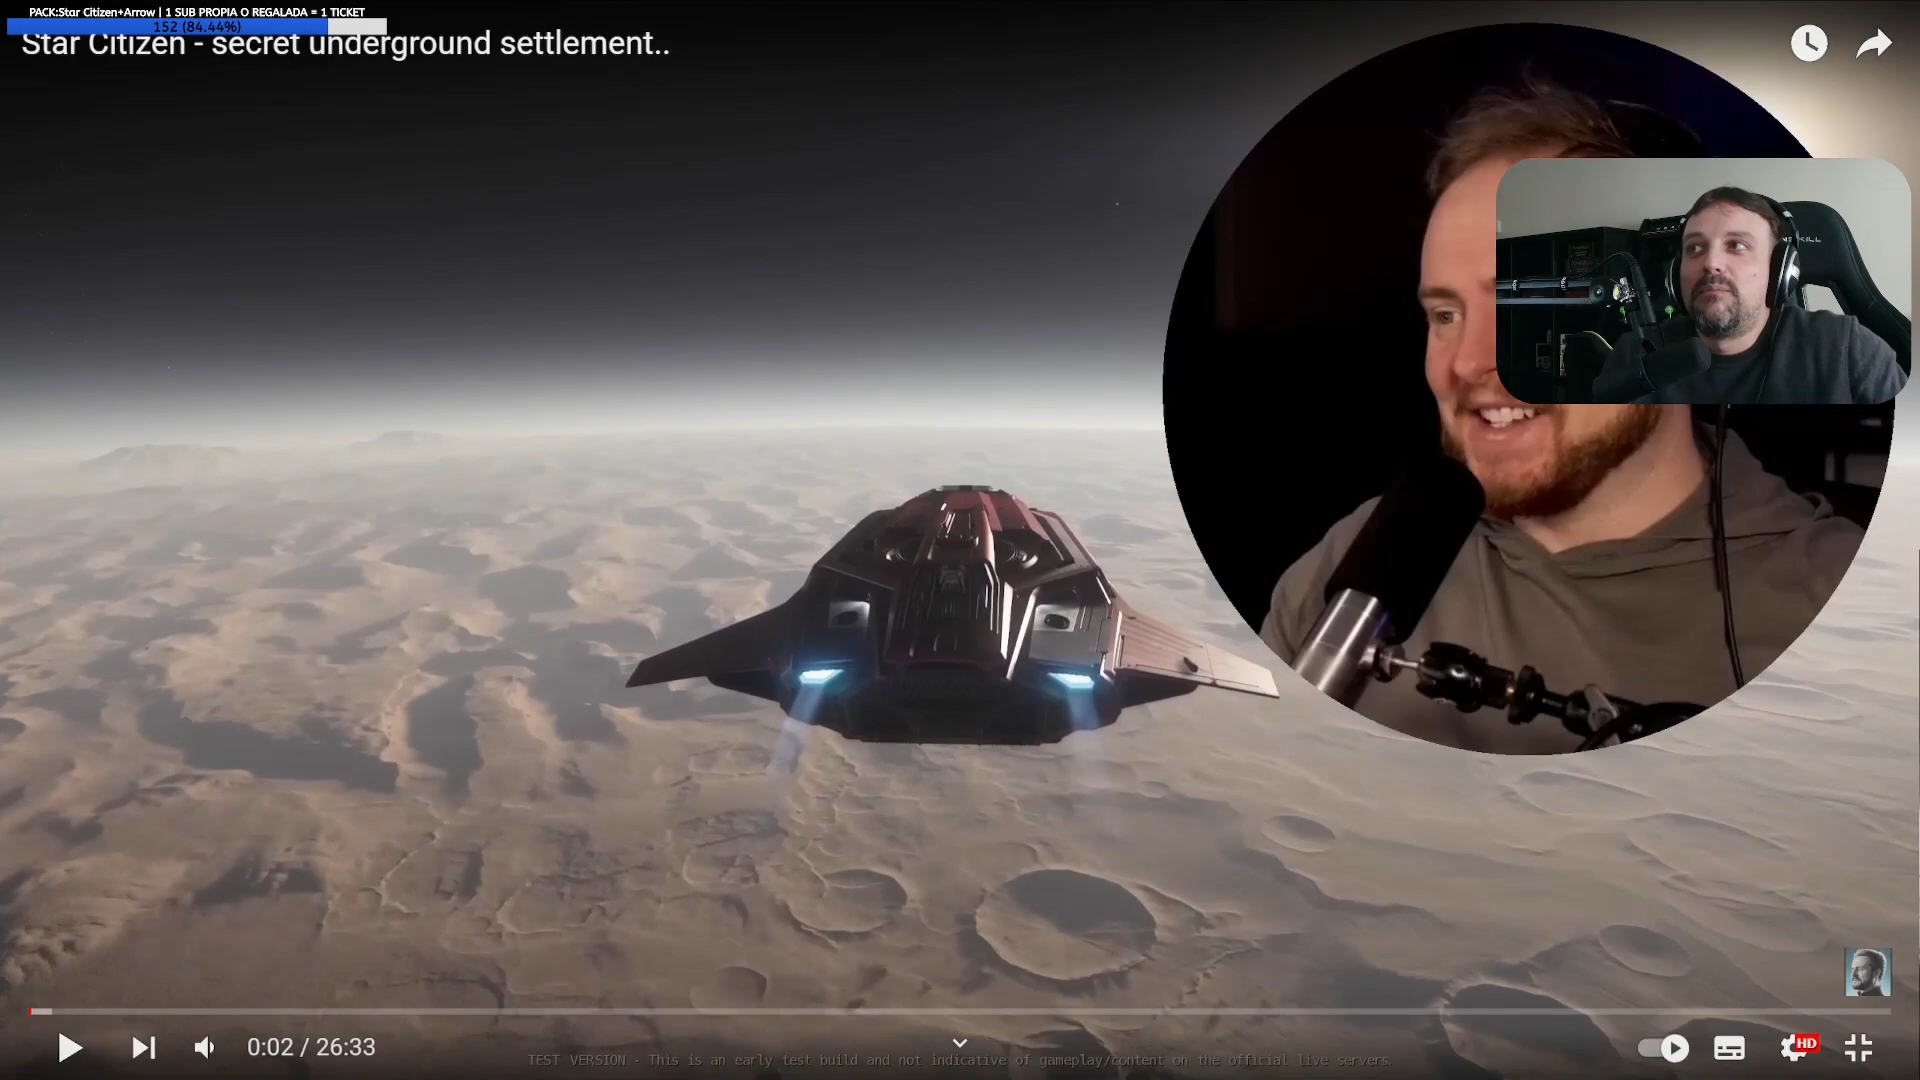 PACK:Star Citizen+Arrow | 1 SUB PROPIA O REGALADA = 1 TICKET
152 (84.44%)
Star Citizen - secret underground settlement..
0:02 / 26:33
HD
TEST VERSION - This is an early test build and not indicative of gameplay/content on the official live servers.